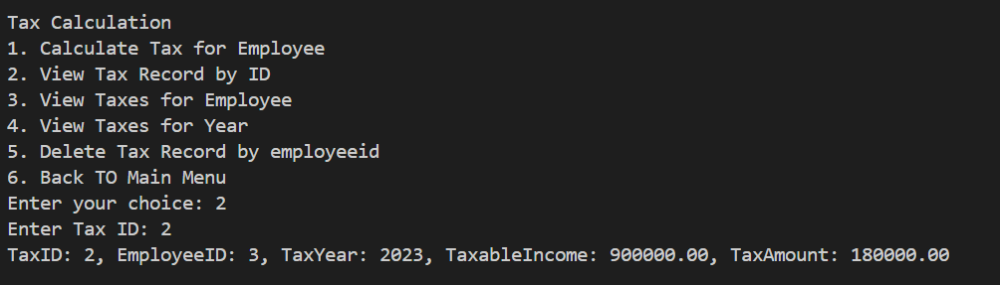 Tax Calculation
1. Calculate Tax for Employee
2. View Tax Record by ID
3. View Taxes for Employee
4. View Taxes for Year
5. Delete Tax Record by employeeid
6. Back TO Main Menu
Enter your choice: 2
Enter Tax ID: 2
TaxID: 2, EmployeeID: 3, TaxYear: 2023, TaxableIncome: 900000.00, TaxAmount: 180000.00